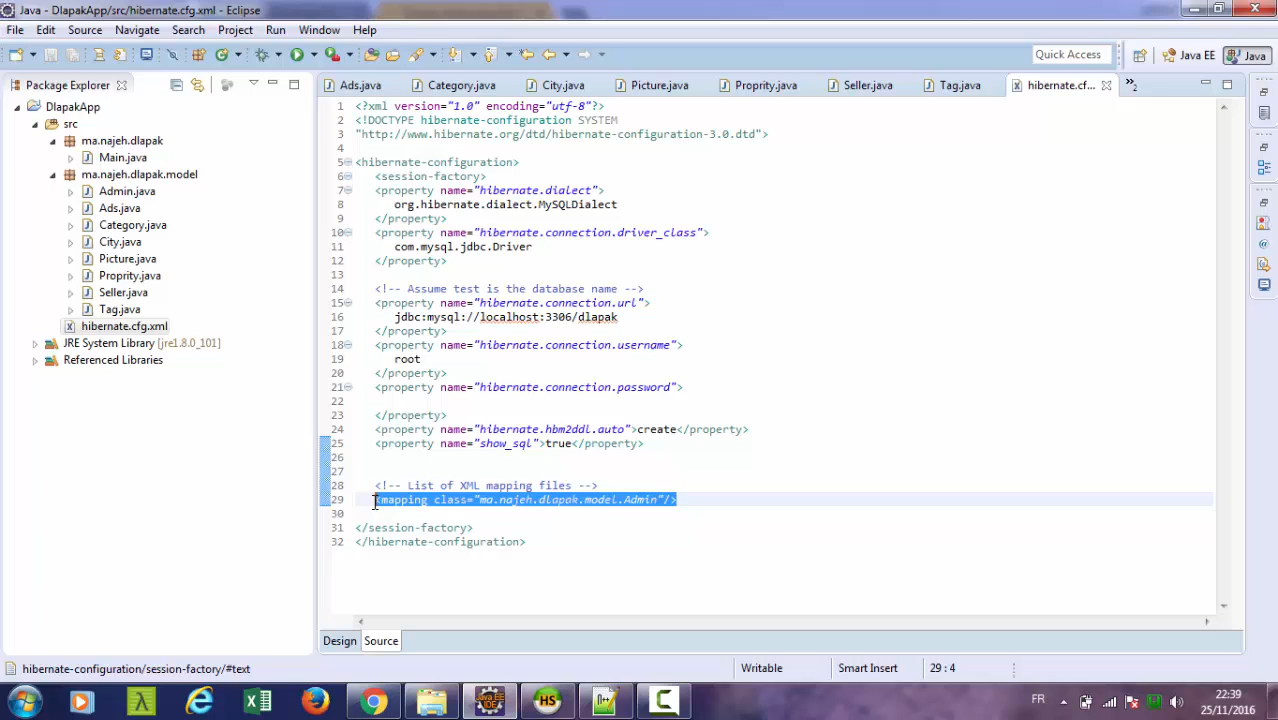 Java - DlapakApp/src/hibernate.cfg.xml - Eclipse
File Edit Source Navigate Search Project Run Window Help
Quick Access
Java EE
Java
Package Explorer
DlapakApp
src
ma.najeh.dlapak
Main.java
ma.najeh.dlapak.model
Admin.java
Ads.java
Category.java
City.java
Picture.java
Proprity.java
Seller.java
Tag.java
hibernate.cfg.xml
JRE System Library [jre1.8.0_101]
Referenced Libraries
Ads.java Category.java City.java Picture.java Proprity.java Seller.java Tag.java hibernate.cf... »2
1 <?xml version="1.0" encoding="utf-8"?>
2 <!DOCTYPE hibernate-configuration SYSTEM
3 "http://www.hibernate.org/dtd/hibernate-configuration-3.0.dtd">
4
5 <hibernate-configuration>
6 <session-factory>
7 <property name="hibernate.dialect">
8 org.hibernate.dialect.MySQLDialect
9 </property>
10 <property name="hibernate.connection.driver_class">
11 com.mysql.jdbc.Driver
12 </property>
13
14 <!-- Assume test is the database name -->
15 <property name="hibernate.connection.url">
16 jdbc:mysql://localhost:3306/dlapak
17 </property>
18 <property name="hibernate.connection.username">
19 root
20 </property>
21 <property name="hibernate.connection.password">
22
23 </property>
24 <property name="hibernate.hbm2ddl.auto">create</property>
25 <property name="show_sql">true</property>
26
27
28 <!-- List of XML mapping files -->
29 <mapping class="ma.najeh.dlapak.model.Admin"/>
30
31 </session-factory>
32 </hibernate-configuration>
Design Source
hibernate-configuration/session-factory/#text
Writable
Smart Insert
29 : 4
Java EE
IDE
HS
FR
22:39
25/11/2016